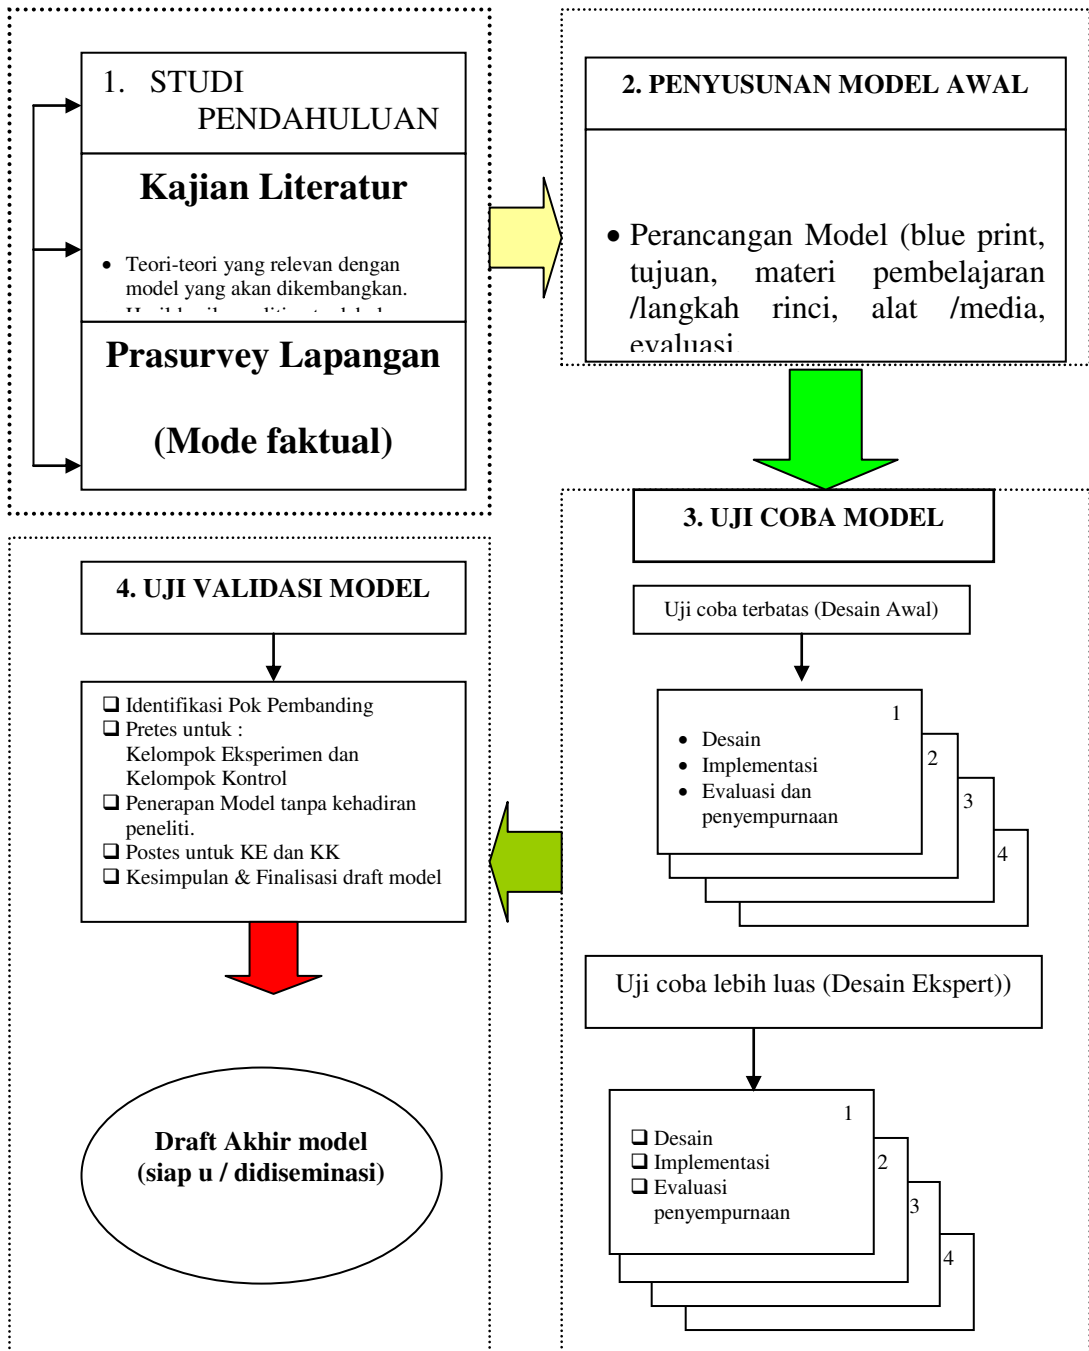 1. STUDI
PENDAHULUAN
Kajian Literatur
• Teori-teori yang relevan dengan
model yang akan dikembangkan.
Prasurvey Lapangan
(Mode faktual)
2. PENYUSUNAN MODEL AWAL
• Perancangan Model (blue print,
tujuan, materi pembelajaran
/langkah rinci, alat /media,
evaluasi
3. UJI COBA MODEL
Uji coba terbatas (Desain Awal)
1
• Desain
• Implementasi
• Evaluasi dan
penyempurnaan
2
3
4
Uji coba lebih luas (Desain Ekspert))
1
❑ Desain
❑ Implementasi
❑ Evaluasi
penyempurnaan
2
3
4
4. UJI VALIDASI MODEL
❑ Identifikasi Pok Pembanding
❑ Pretes untuk :
Kelompok Eksperimen dan
Kelompok Kontrol
❑ Penerapan Model tanpa kehadiran
peneliti.
❑ Postes untuk KE dan KK
❑ Kesimpulan & Finalisasi draft model
Draft Akhir model
(siap u / didiseminasi)